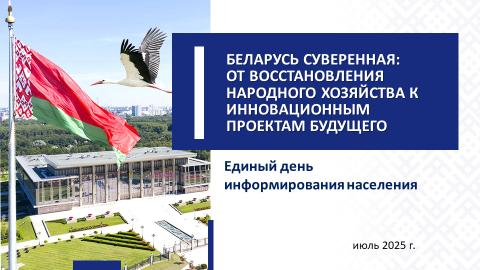 БЕЛАРУСЬ СУВЕРЕННАЯ:
ОТ ВОССТАНОВЛЕНИЯ
НАРОДНОГО ХОЗЯЙСТВА К
ИННОВАЦИОННЫМ
ПРОЕКТАМ БУДУЩЕГО
Единый день
информирования населения
июль 2025 г.